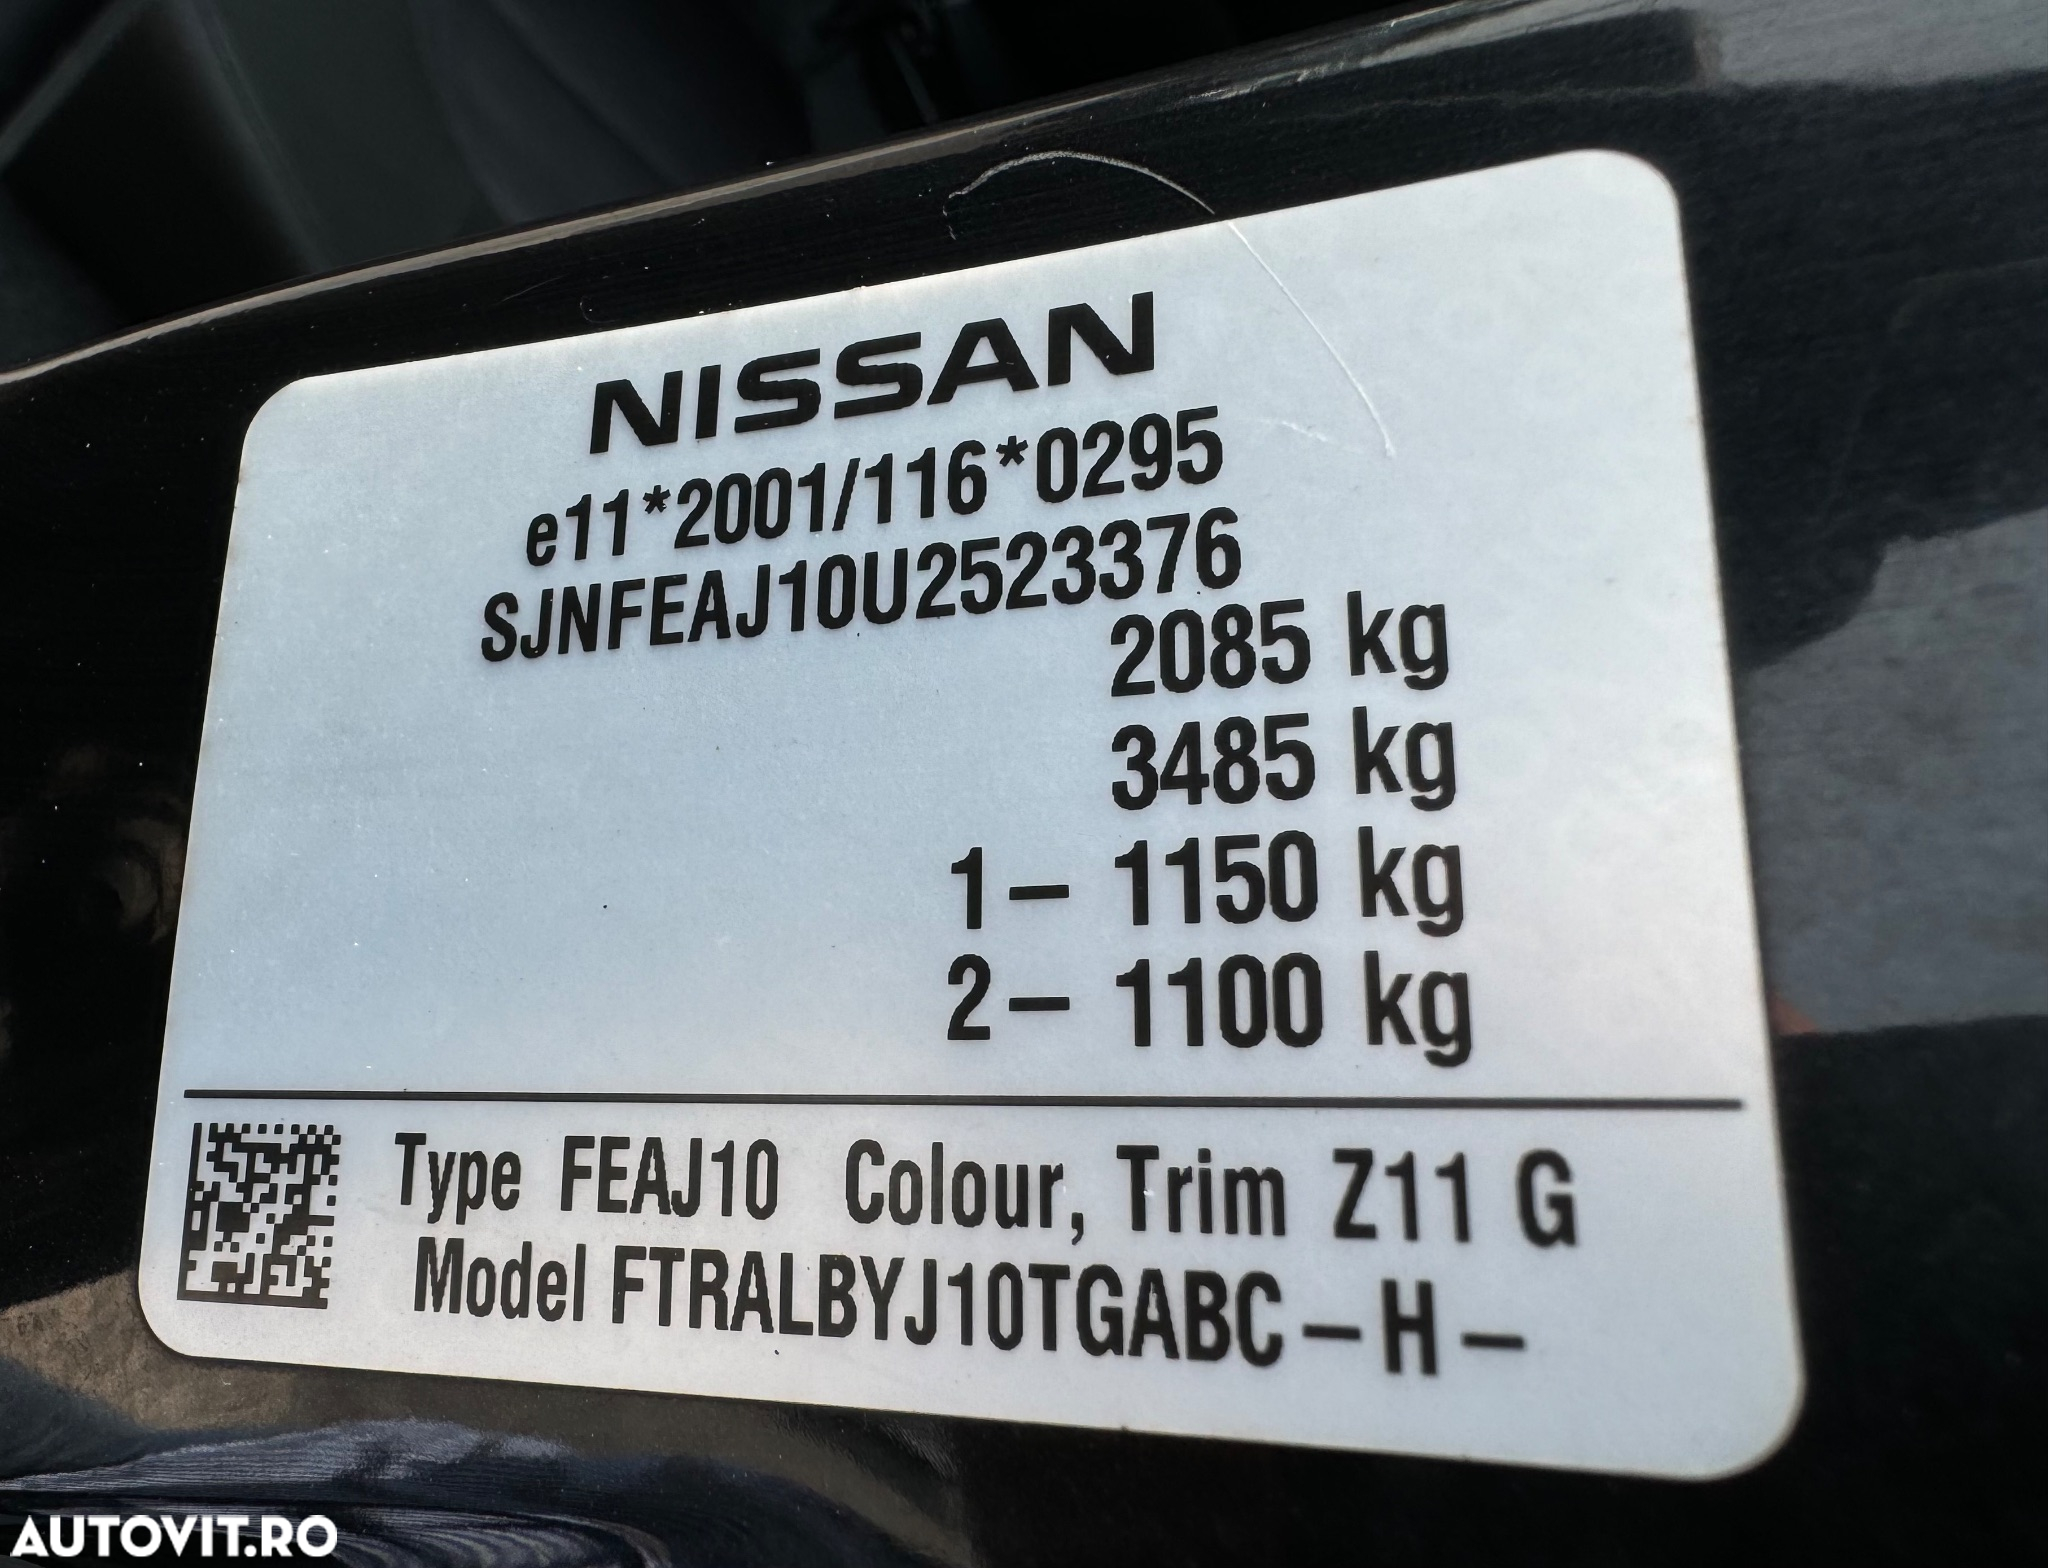 NISSAN
e11*2001/116*0295
SJNFEAJ10U2523376
2085 kg
3485 kg
1 – 1150 kg
2 – 1100 kg
Type FEAJ10 Colour, Trim Z11 G
Model FTRALBYJ10TGABC – H –
AUTOVIT.RO